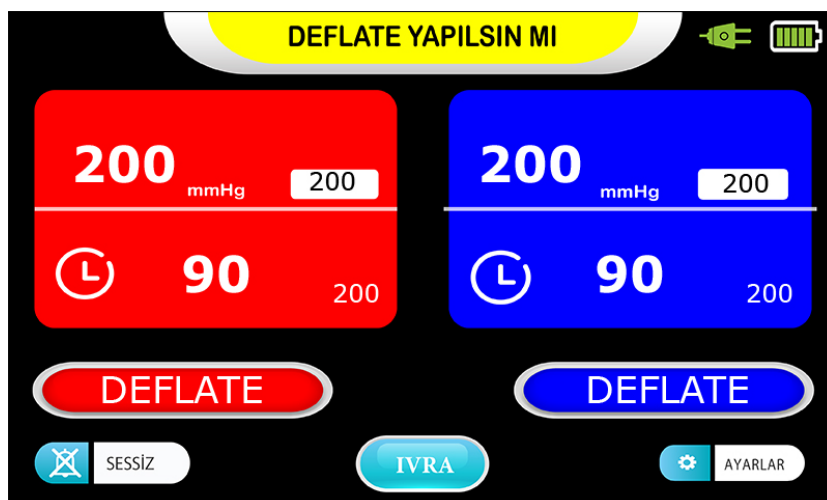 DEFLATE YAPILSIN MI
200 mmHg 200
200 mmHg 200
90 200
90 200
DEFLATE
DEFLATE
SESSİZ
IVRA
AYARLAR